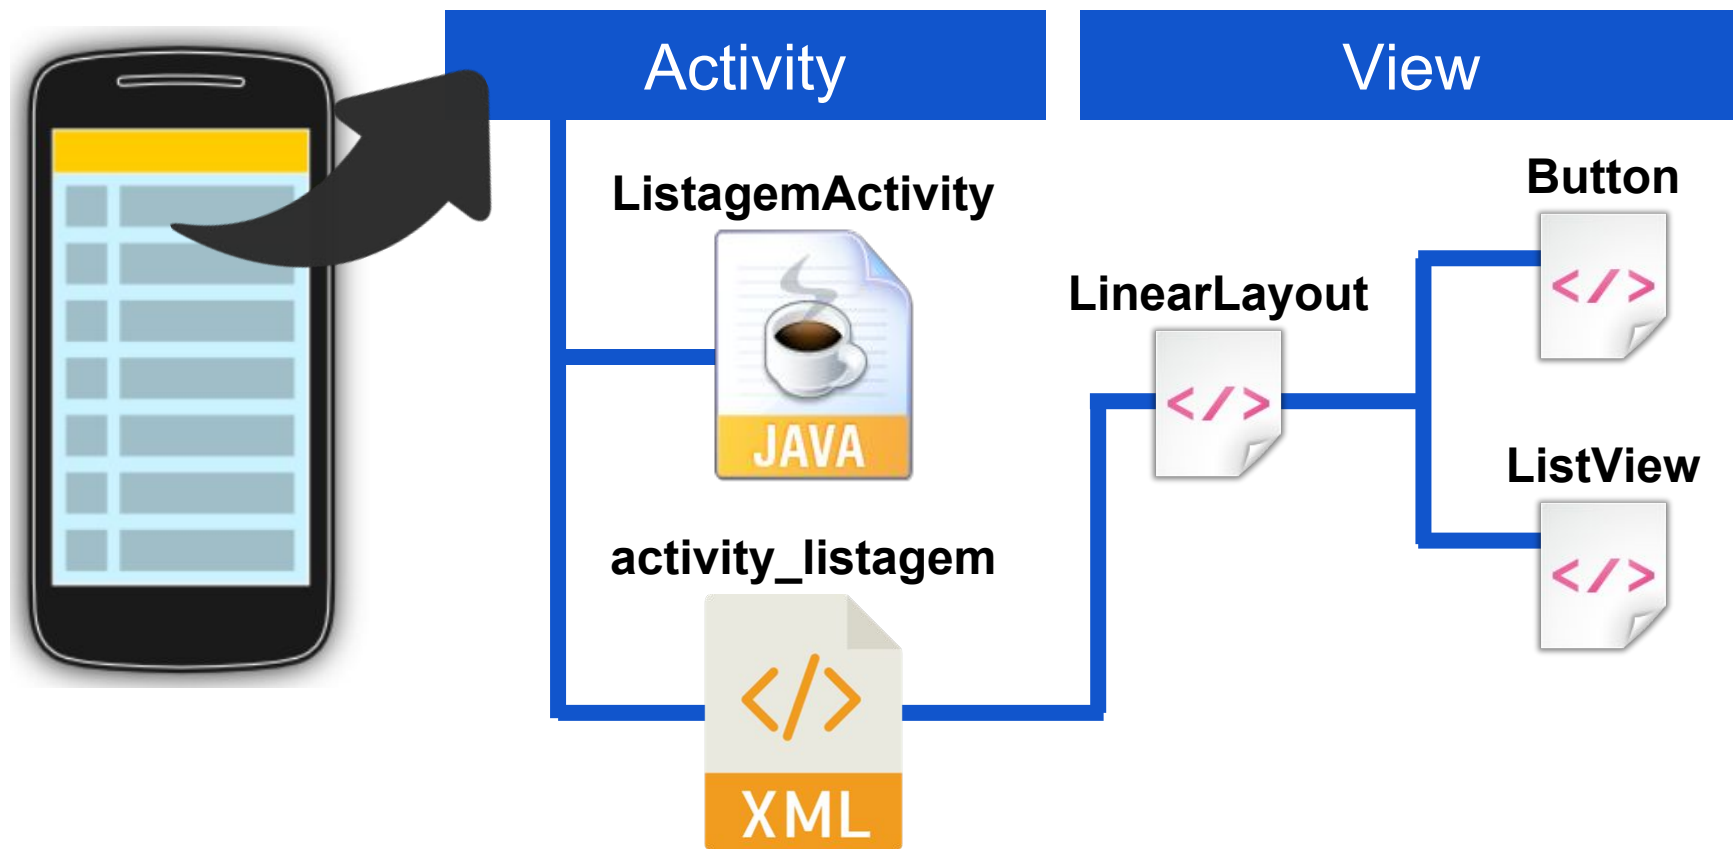 Activity
View
ListagemActivity
JAVA
activity_listagem
</>
XML
LinearLayout
</>
Button
</>
ListView
</>